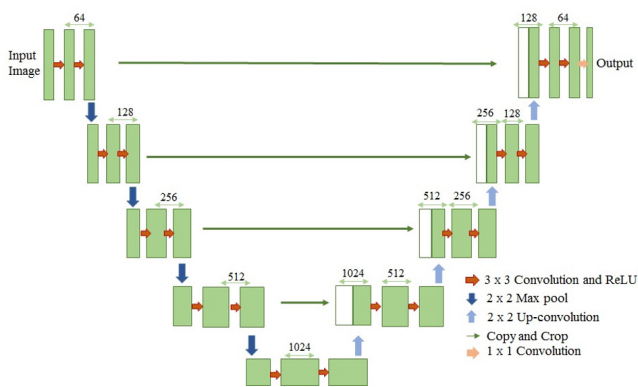 64
128
64
Input
Image
Output
128
256
128
256
512
256
512
1024
512
1024
3 x 3 Convolution and ReLU
2 x 2 Max pool
2 x 2 Up-convolution
Copy and Crop
1 x 1 Convolution